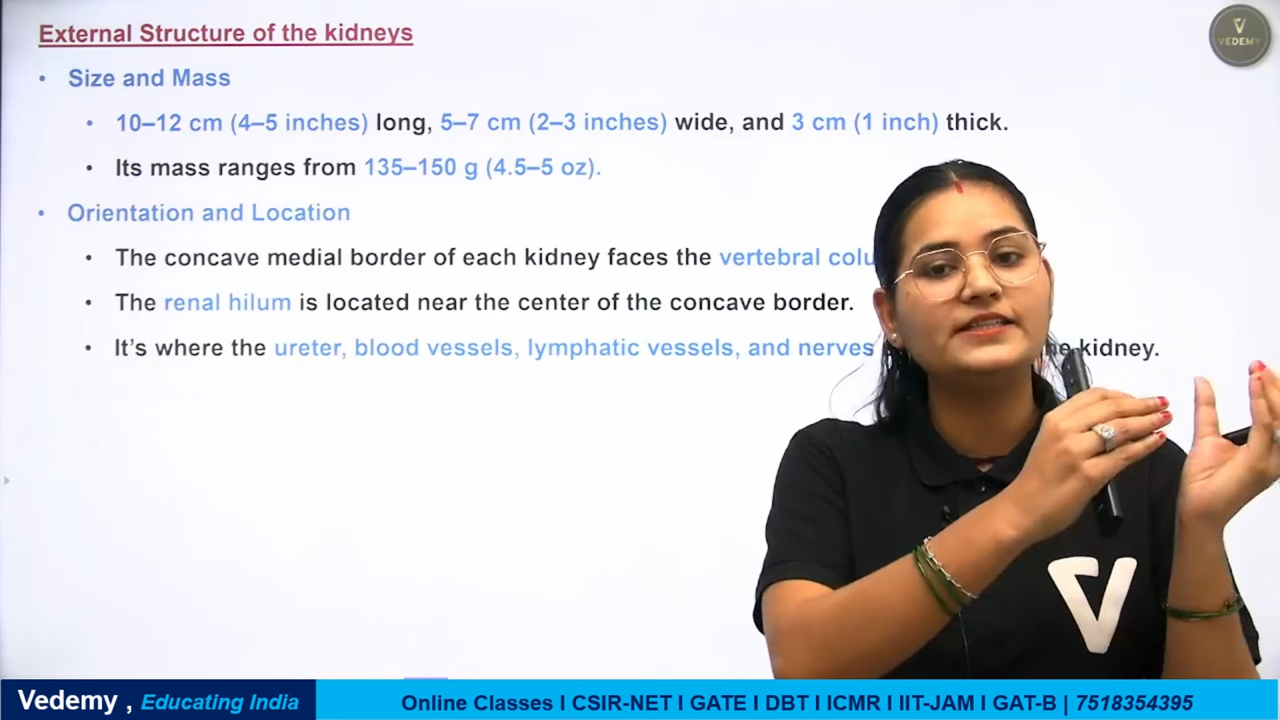 External Structure of the kidneys
VEDEMY
• Size and Mass
• 10–12 cm (4–5 inches) long, 5–7 cm (2–3 inches) wide, and 3 cm (1 inch) thick.
• Its mass ranges from 135–150 g (4.5–5 oz).
• Orientation and Location
• The concave medial border of each kidney faces the vertebral
• The renal hilum is located near the center of the concave border.
• It’s where the ureter, blood vessels, lymphatic vessels, and nerves kidney.
Vedemy , Educating India
Online Classes I CSIR-NET I GATE I DBT I ICMR I IIT-JAM I GAT-B | 7518354395